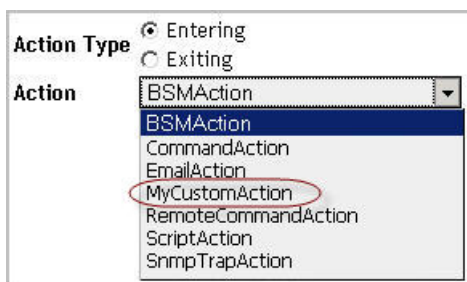 Action Type Entering
Exiting
Action BSMAction
BSMAction
CommandAction
EmailAction
MyCustomAction
RemoteCommandAction
ScriptAction
SnmpTrapAction